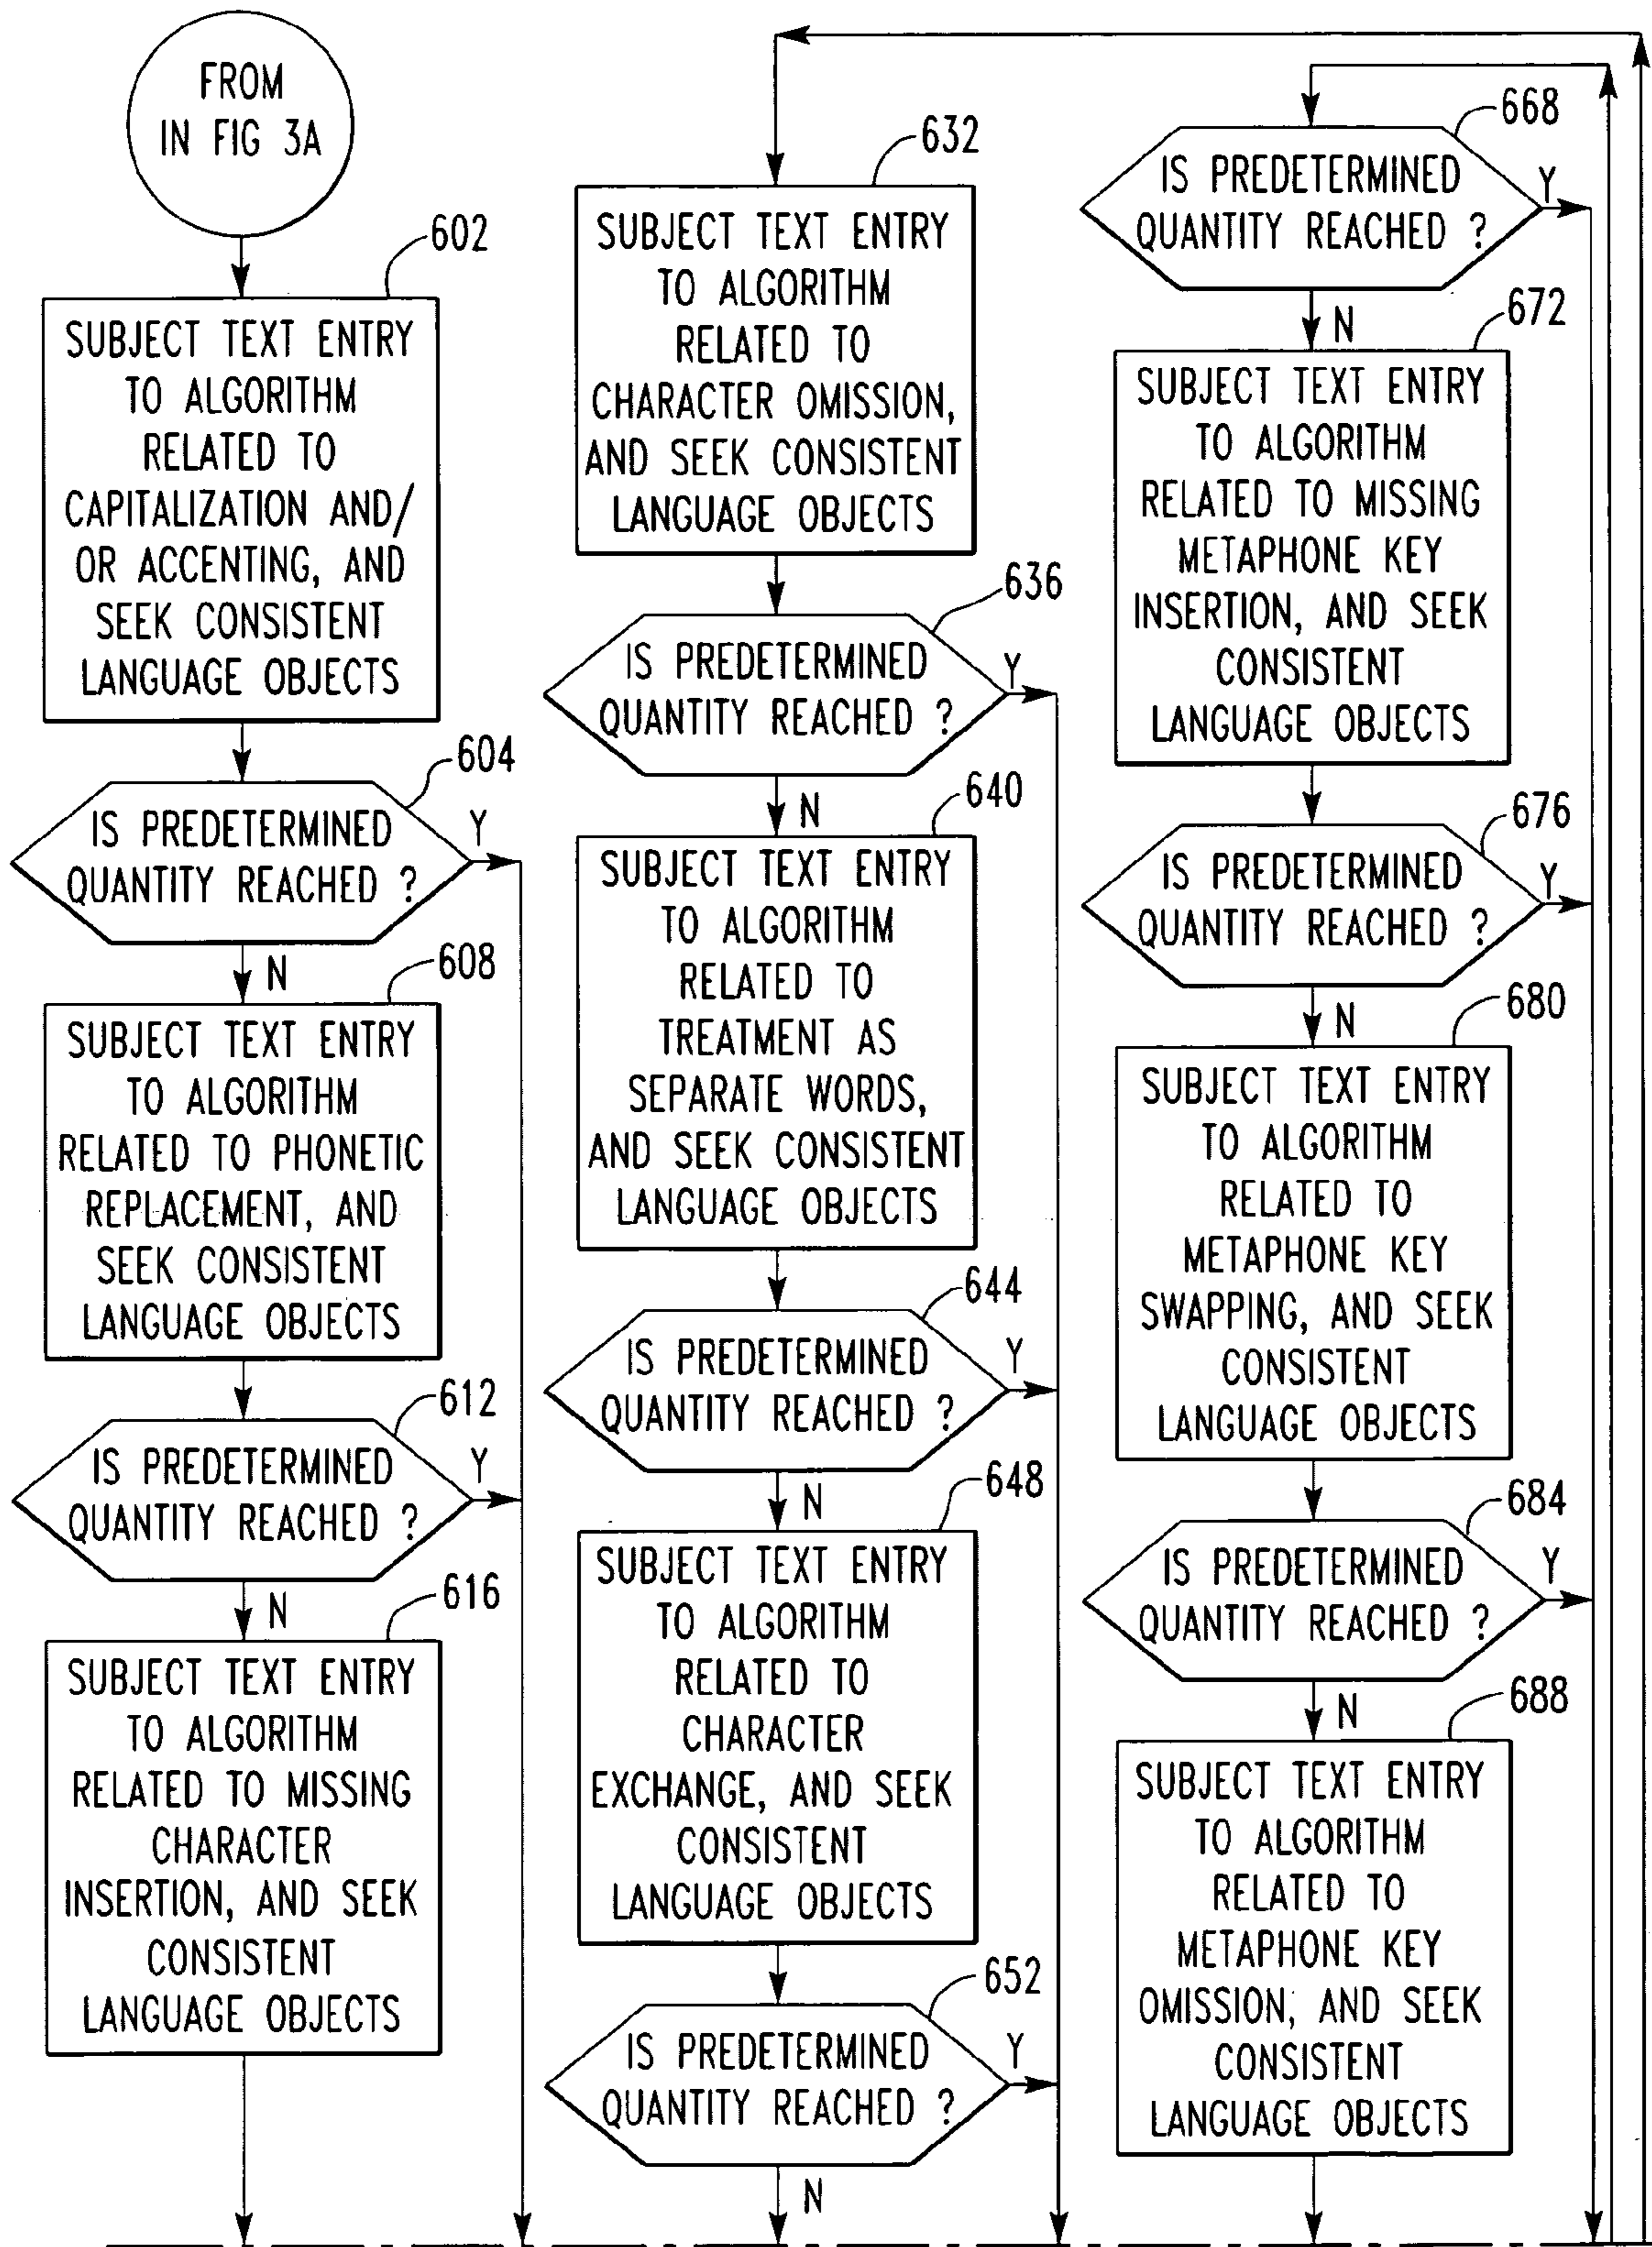 FROM
IN FIG 3A
602
SUBJECT TEXT ENTRY
TO ALGORITHM
RELATED TO
CAPITALIZATION AND/
OR ACCENTING, AND
SEEK CONSISTENT
LANGUAGE OBJECTS
604
IS PREDETERMINED
QUANTITY REACHED ?
Y
N
608
SUBJECT TEXT ENTRY
TO ALGORITHM
RELATED TO PHONETIC
REPLACEMENT, AND
SEEK CONSISTENT
LANGUAGE OBJECTS
612
IS PREDETERMINED
QUANTITY REACHED ?
Y
N
616
SUBJECT TEXT ENTRY
TO ALGORITHM
RELATED TO MISSING
CHARACTER
INSERTION, AND SEEK
CONSISTENT
LANGUAGE OBJECTS
632
SUBJECT TEXT ENTRY
TO ALGORITHM
RELATED TO
CHARACTER OMISSION,
AND SEEK CONSISTENT
LANGUAGE OBJECTS
636
IS PREDETERMINED
QUANTITY REACHED ?
Y
N
640
SUBJECT TEXT ENTRY
TO ALGORITHM
RELATED TO
TREATMENT AS
SEPARATE WORDS,
AND SEEK CONSISTENT
LANGUAGE OBJECTS
644
IS PREDETERMINED
QUANTITY REACHED ?
Y
N
648
SUBJECT TEXT ENTRY
TO ALGORITHM
RELATED TO
CHARACTER
EXCHANGE, AND SEEK
CONSISTENT
LANGUAGE OBJECTS
652
IS PREDETERMINED
QUANTITY REACHED ?
Y
N
668
IS PREDETERMINED
QUANTITY REACHED ?
Y
N
672
SUBJECT TEXT ENTRY
TO ALGORITHM
RELATED TO MISSING
METAPHONE KEY
INSERTION, AND SEEK
CONSISTENT
LANGUAGE OBJECTS
676
IS PREDETERMINED
QUANTITY REACHED ?
Y
N
680
SUBJECT TEXT ENTRY
TO ALGORITHM
RELATED TO
METAPHONE KEY
SWAPPING, AND SEEK
CONSISTENT
LANGUAGE OBJECTS
684
IS PREDETERMINED
QUANTITY REACHED ?
Y
N
688
SUBJECT TEXT ENTRY
TO ALGORITHM
RELATED TO
METAPHONE KEY
OMISSION, AND SEEK
CONSISTENT
LANGUAGE OBJECTS